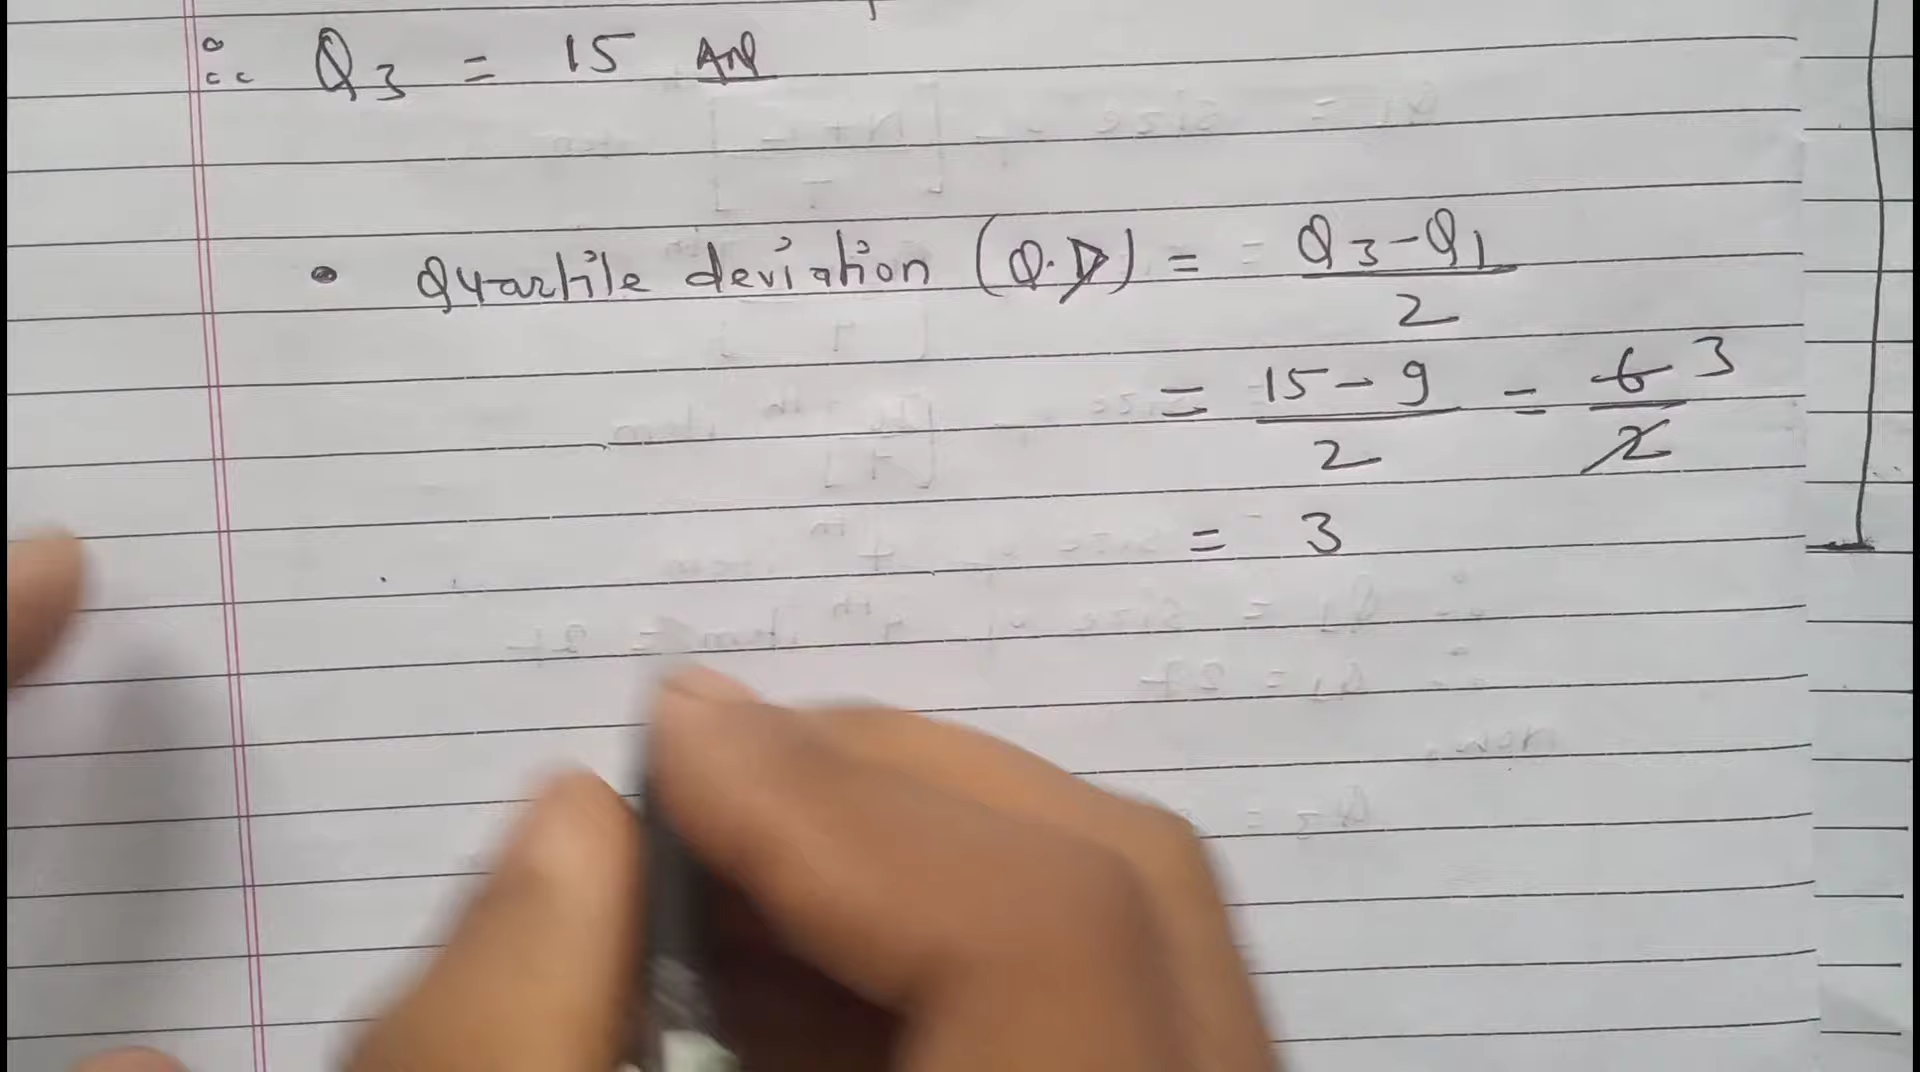 ∴ Q3 = 15 Ans
• Quartile deviation (Q.D) = Q3-Q1
2
= 15-9 = 6 3
2 2
= 3